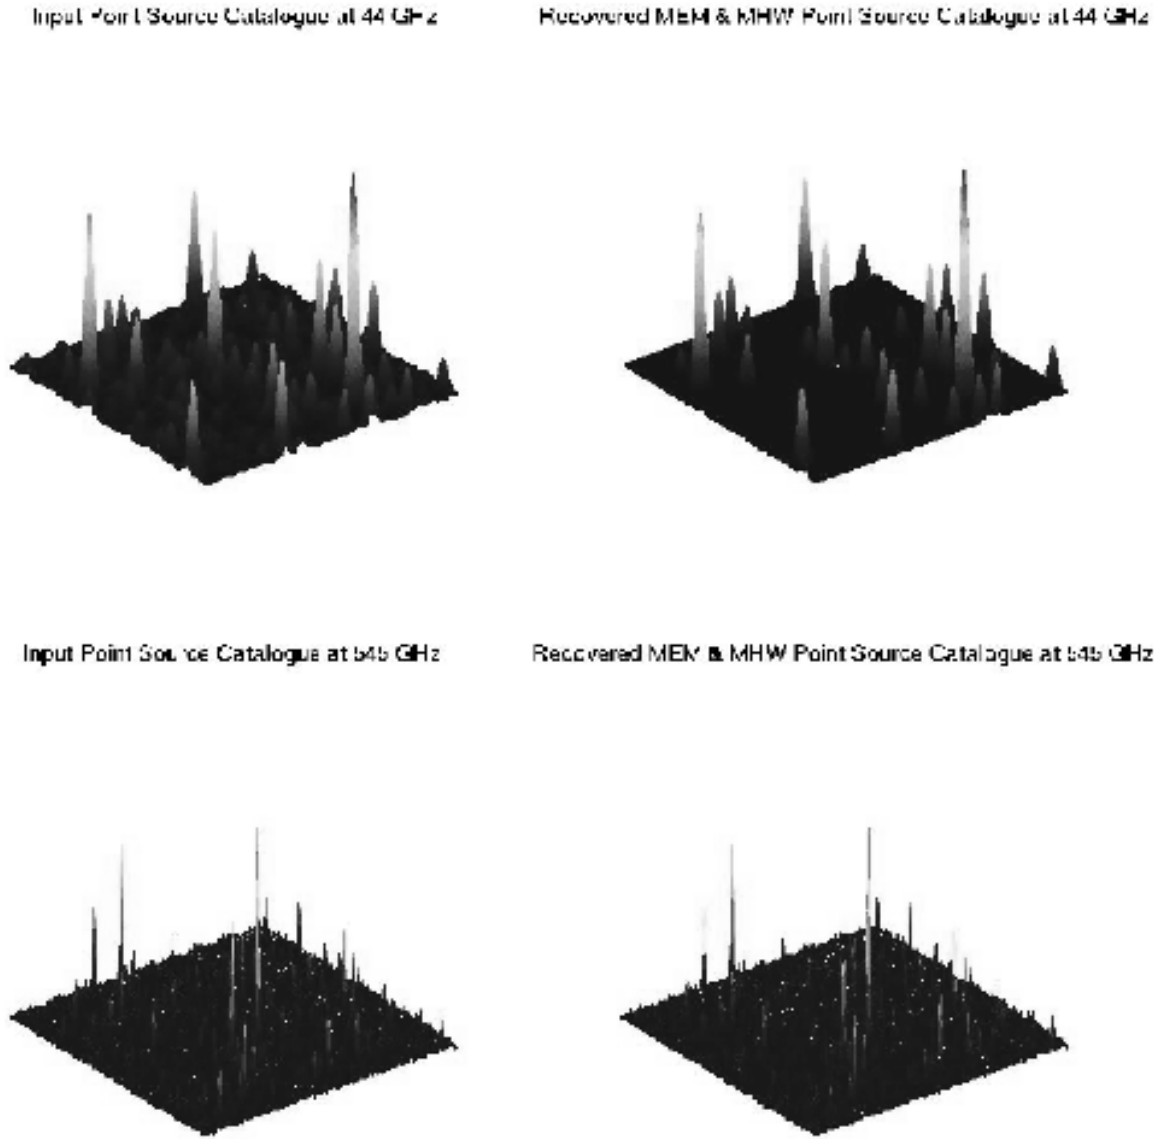 Input Point Source Catalogue at 44 GHz
Recovered MEM & MHW Point Source Catalogue at 44 GHz
Input Point Source Catalogue at 545 GHz
Recovered MEM & MHW Point Source Catalogue at 545 GHz